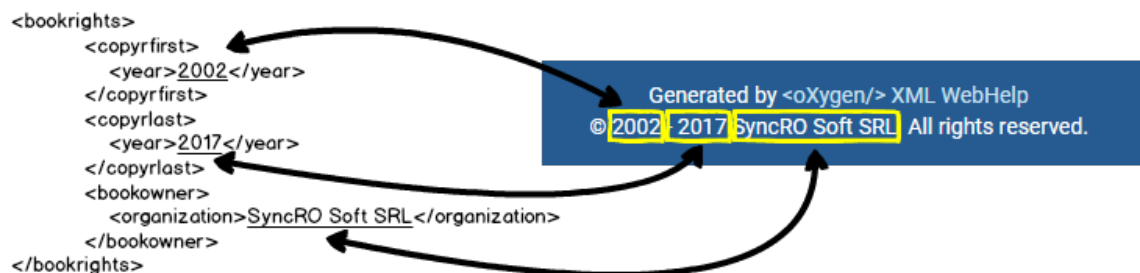 <bookrights>
<copyrfirst>
<year>2002</year>
</copyrfirst>
<copyrlast>
<year>2017</year>
</copyrlast>
<bookowner>
<organization>SyncRO Soft SRL</organization>
</bookowner>
</bookrights>
Generated by <oXygen/> XML WebHelp
© 2002 - 2017 SyncRO Soft SRL. All rights reserved.